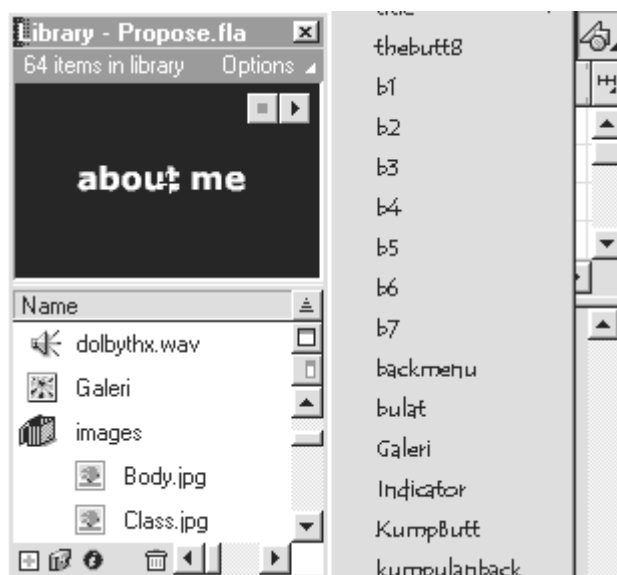 Library - Propose.fla
64 items in library Options
about me
Name
dolbythx.wav
Galeri
images
Body.jpg
Class.jpg
thebutt8
b1
b2
b3
b4
b5
b6
b7
backmenu
bulat
Galeri
Indicator
KumpButt
kumpulanback